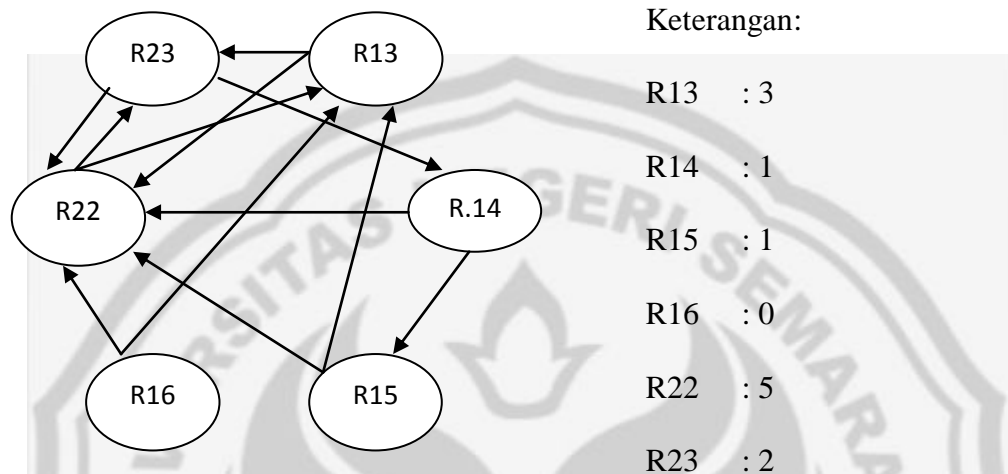 Keterangan:
R23
R13
R13 : 3
R14 : 1
R22
R.14
R15 : 1
R16 : 0
R16
R15
R22 : 5
R23 : 2